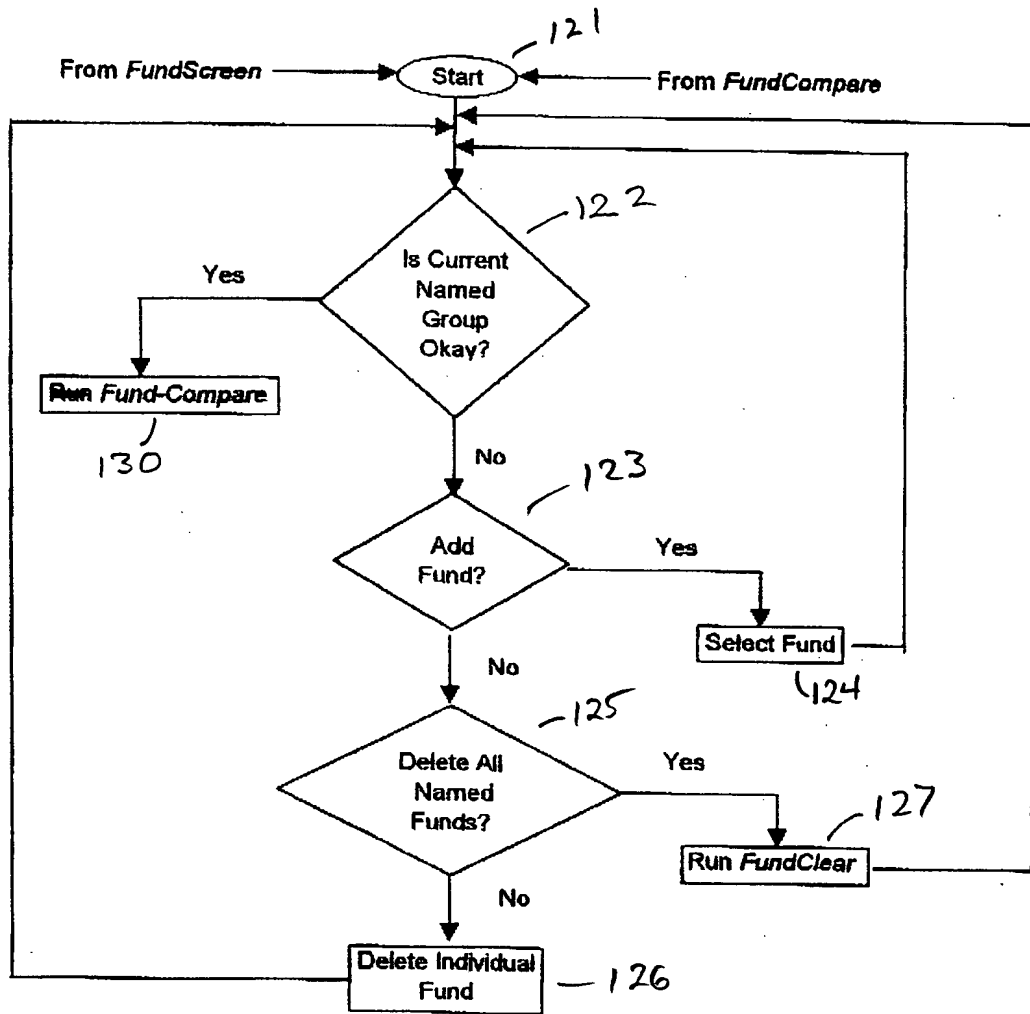 121
From FundScreen
Start
From FundCompare
122
Is Current
Named
Group
Okay?
Yes
Run Fund-Compare
130
No
123
Add
Fund?
Yes
Select Fund
124
No
125
Delete All
Named
Funds?
Yes
127
Run FundClear
No
Delete Individual
Fund
126